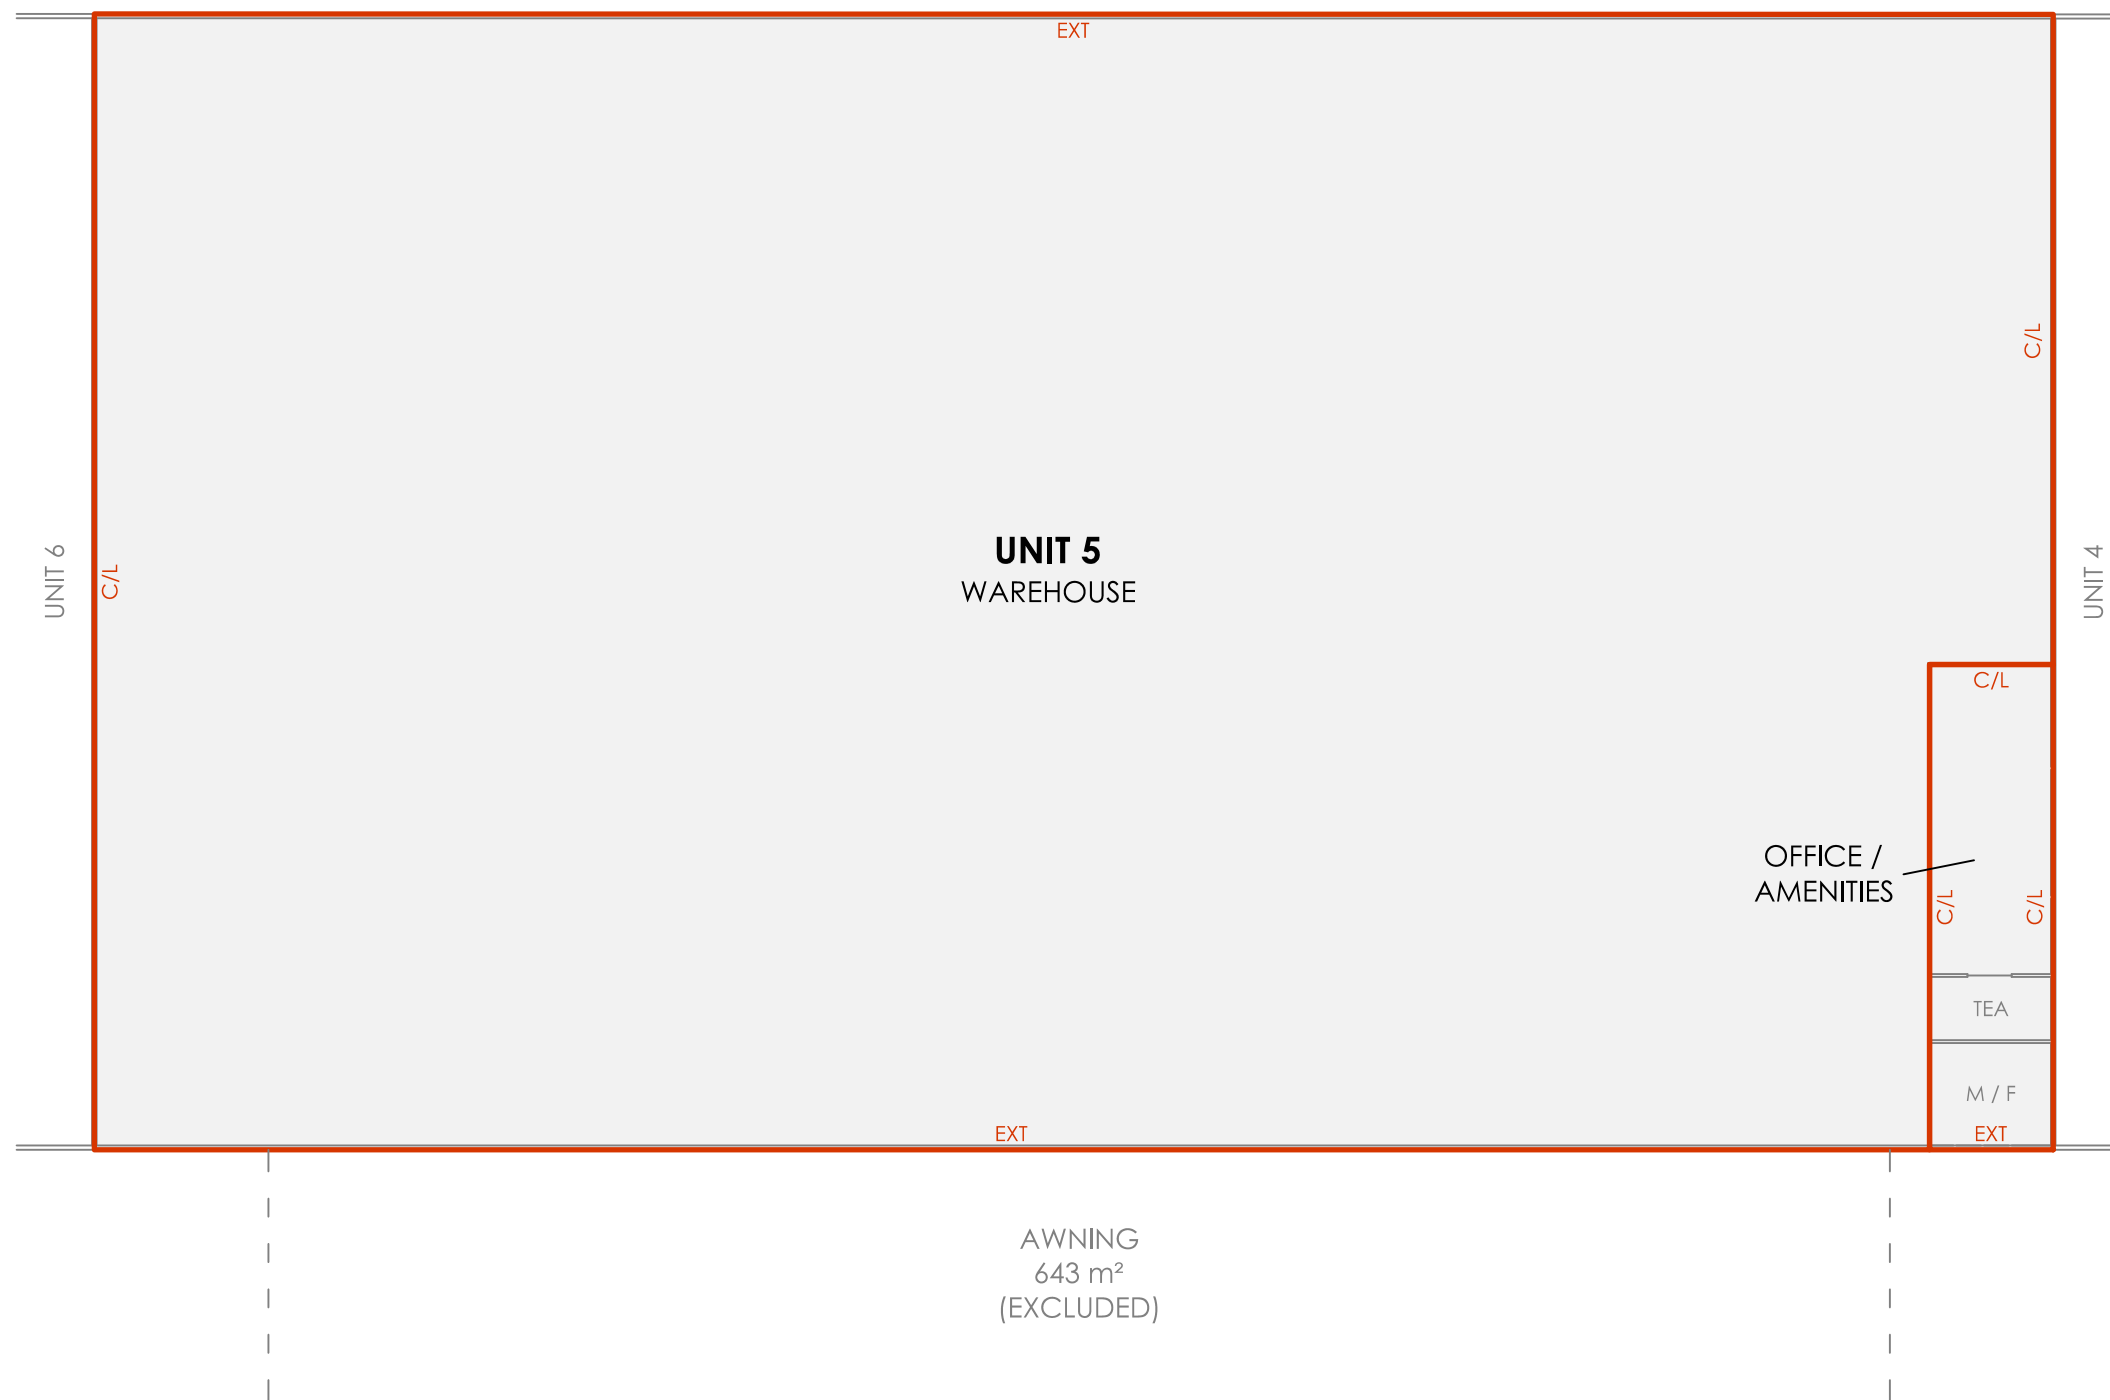 EXT
C/L
UNIT 6
C/L
UNIT 5
WAREHOUSE
UNIT 4
C/L
OFFICE /
AMENITIES
C/L
C/L
TEA
M / F
EXT
EXT
AWNING
643 m²
(EXCLUDED)